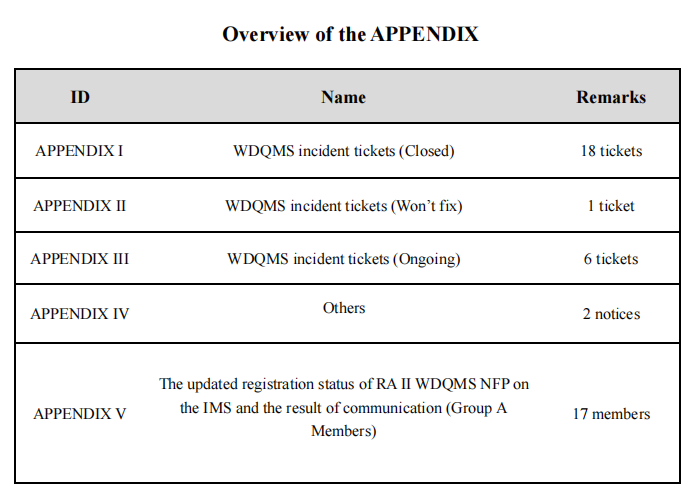 Overview of the APPENDIX
ID Name Remarks
APPENDIX I WDQMS incident tickets (Closed) 18 tickets
APPENDIX II WDQMS incident tickets (Won’t fix) 1 ticket
APPENDIX III WDQMS incident tickets (Ongoing) 6 tickets
APPENDIX IV Others 2 notices
APPENDIX V The updated registration status of RA II WDQMS NFP on
the IMS and the result of communication (Group A
Members) 17 members